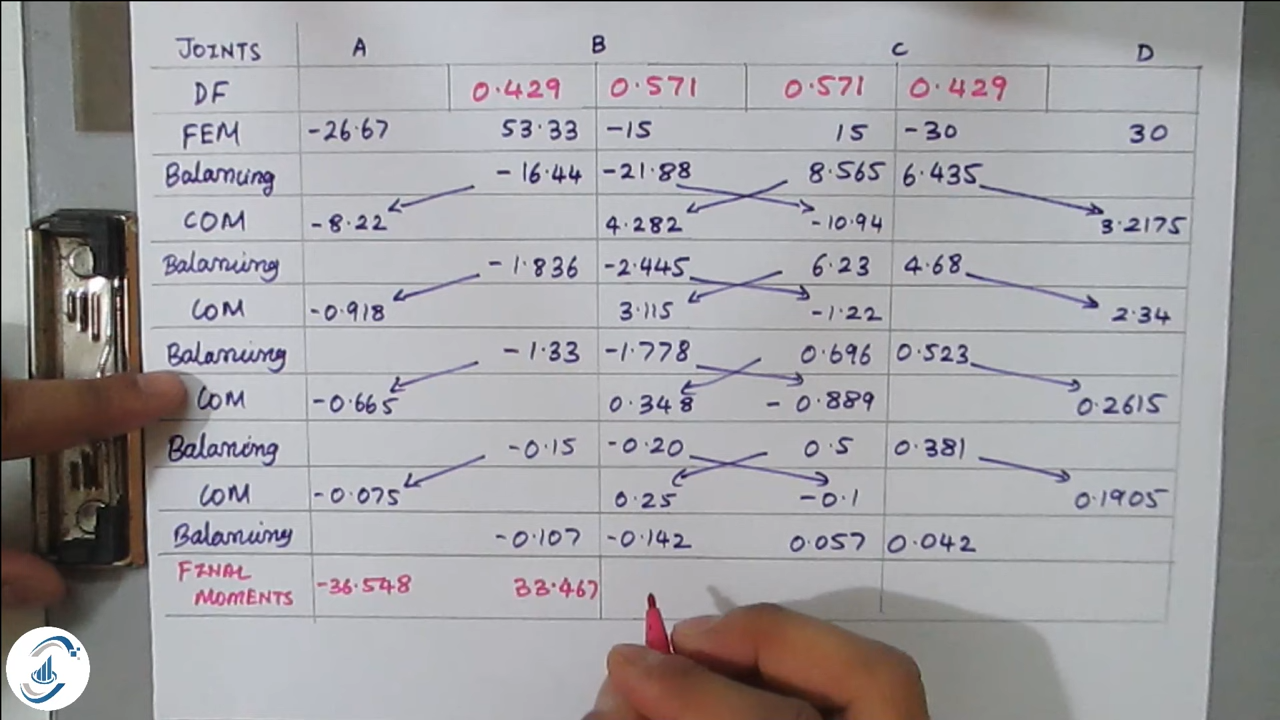 JOINTS A B C D
DF 0.429 0.571 0.571 0.429
FEM -26.67 53.33 -15 15 -30 30
Balancing -16.44 -21.88 8.565 6.435
COM -8.22 4.282 -10.94 3.2175
Balancing -1.836 -2.445 6.23 4.68
COM -0.918 3.115 -1.22 2.34
Balancing -1.33 -1.778 0.696 0.523
COM -0.665 0.348 -0.889 0.2615
Balancing -0.15 -0.20 0.5 0.381
COM -0.075 0.25 -0.1 0.1905
Balancing -0.107 -0.142 0.057 0.042
FINAL
MOMENTS -36.548 33.467